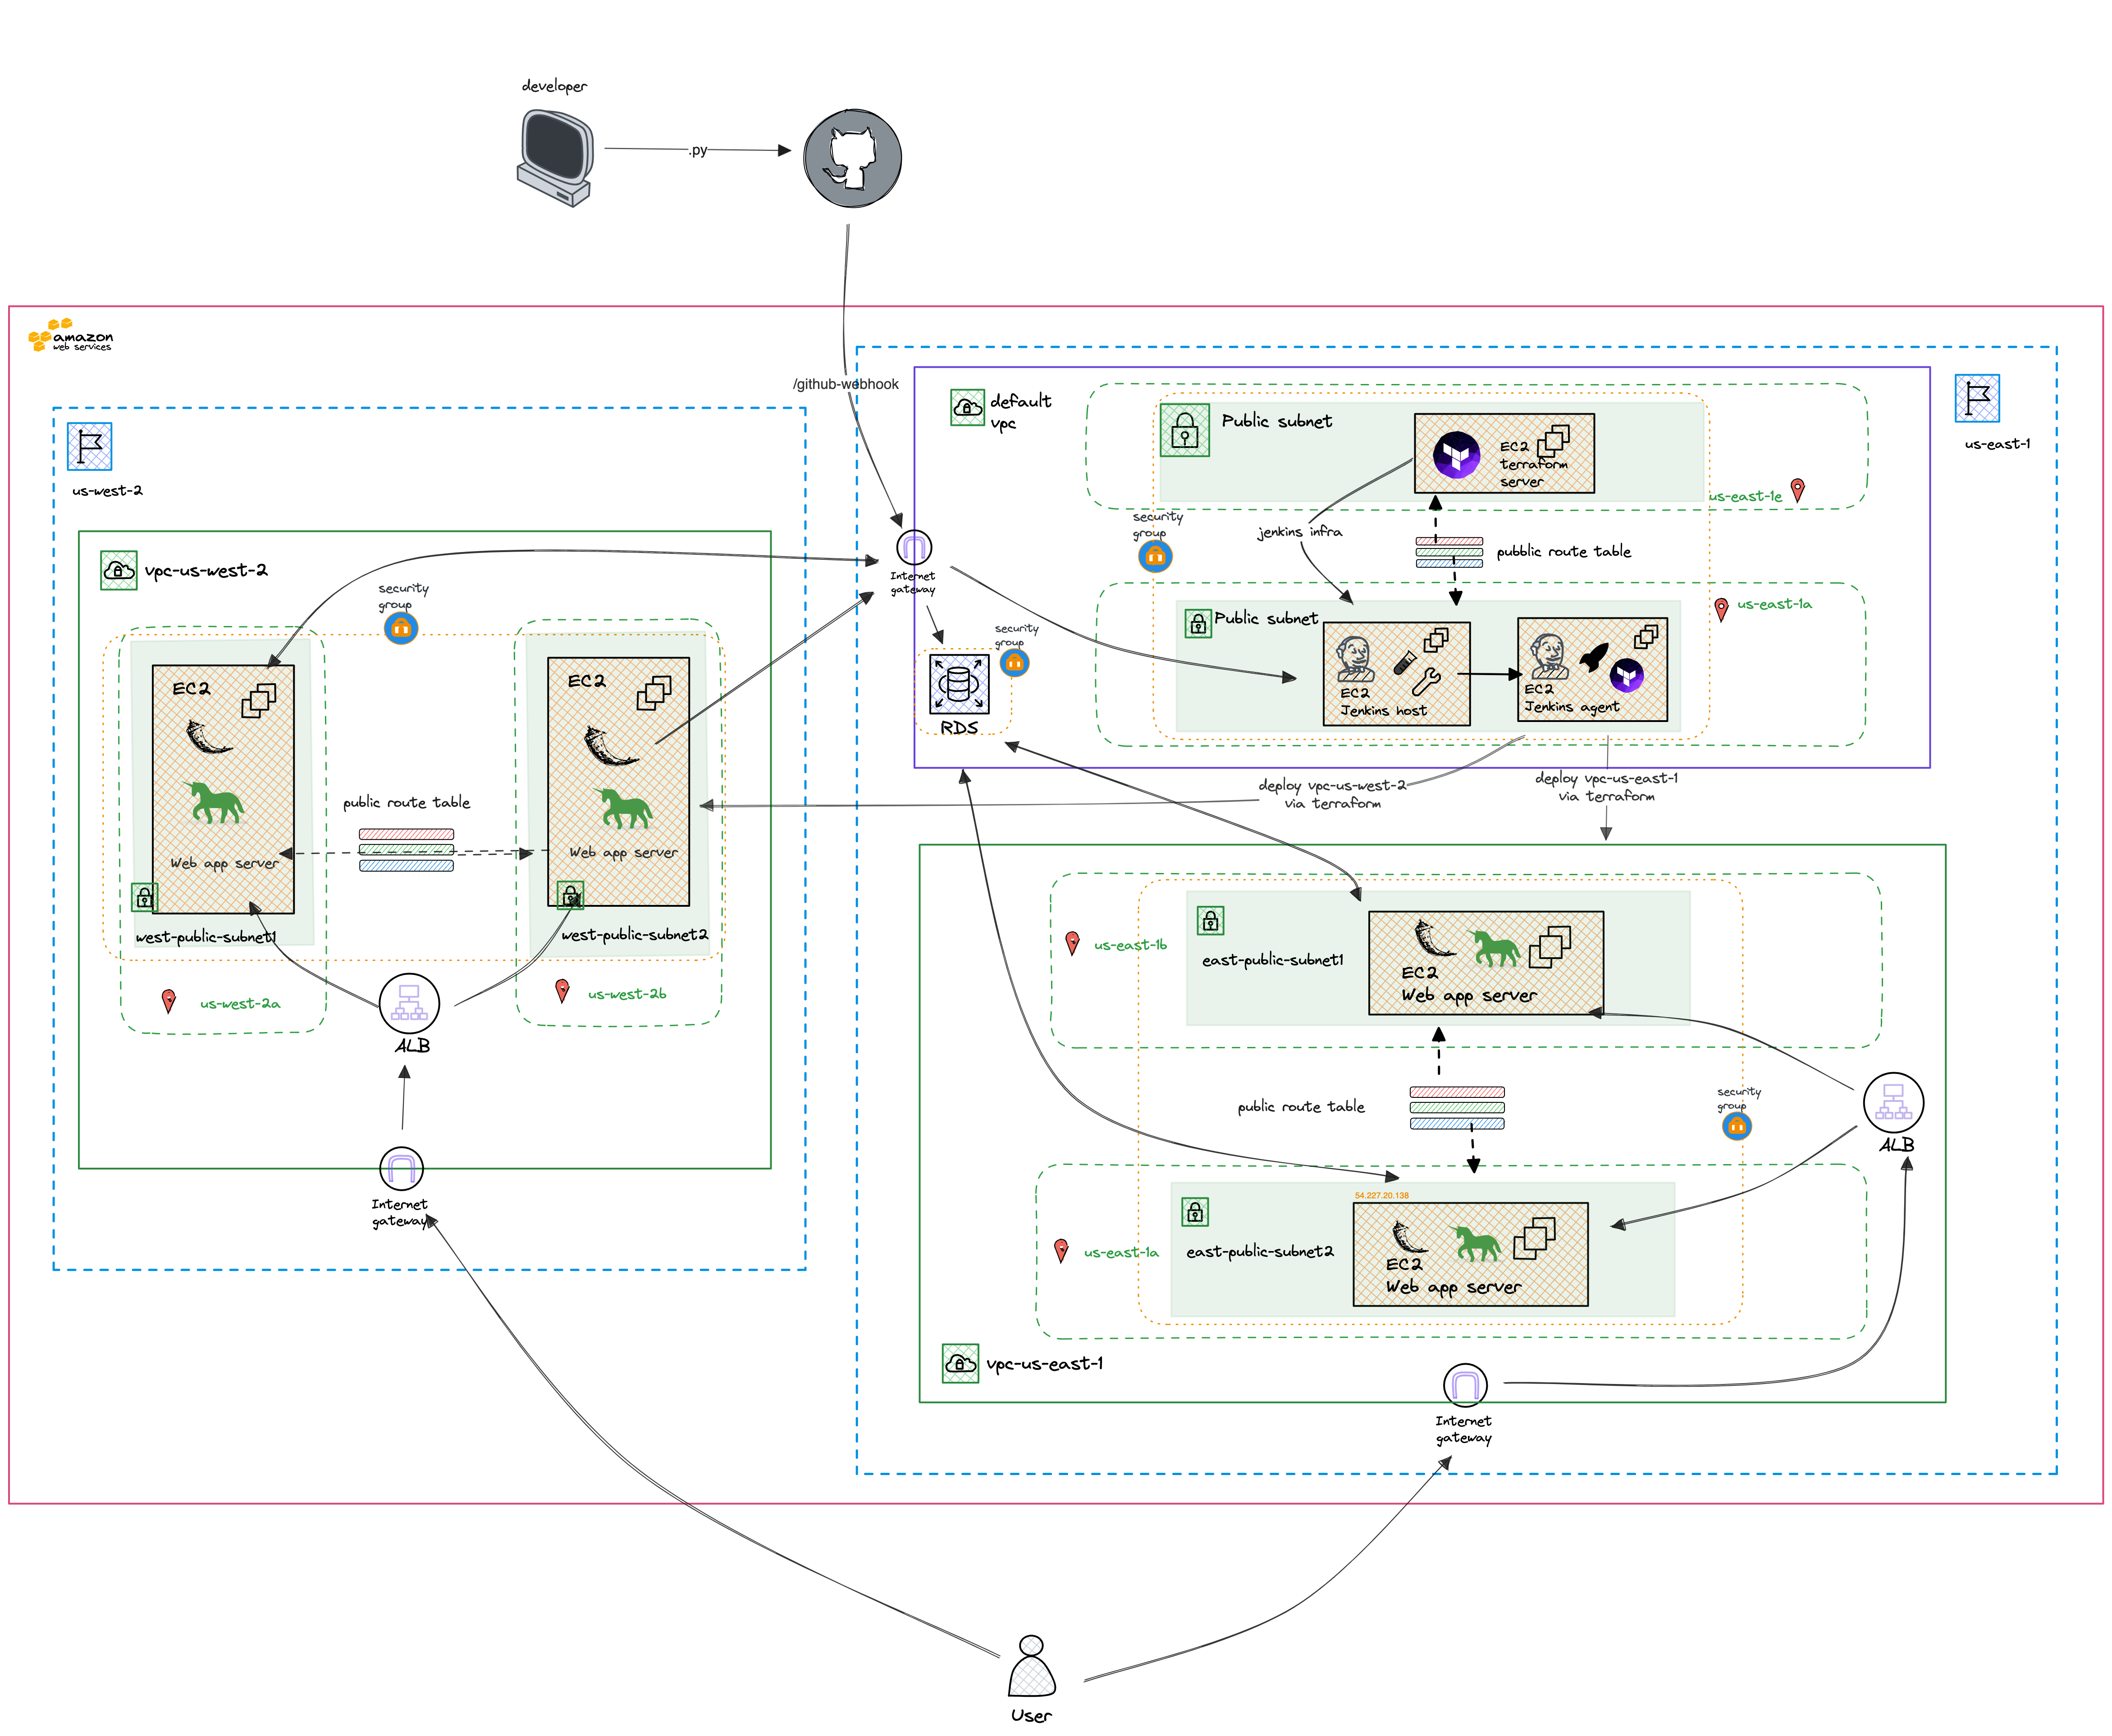 developer
.py
amazon
web services
/github-webhook
us-west-2
vpc-us-west-2
security
group
EC2
Web app server
west-public-subnet1
us-west-2a
public route table
EC2
Web app server
west-public-subnet2
us-west-2b
ALB
Internet
gateway
us-east-1
default
vpc
Public subnet
EC2
terraform
server
us-east-1e
security
group
jenkins infra
pubblic route table
us-east-1a
Public subnet
EC2
Jenkins host
EC2
Jenkins agent
Internet
gateway
security
group
RDS
deploy vpc-us-west-2
via terraform
deploy vpc-us-east-1
via terraform
us-east-1b
east-public-subnet1
EC2
Web app server
public route table
security
group
ALB
us-east-1a
east-public-subnet2
54.227.20.138
EC2
Web app server
vpc-us-east-1
Internet
gateway
User